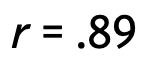 r = .89